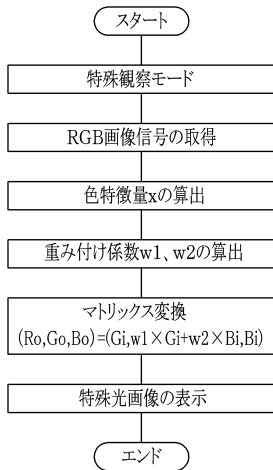 スタート
特殊観察モード
RGB画像信号の取得
色特徴量xの算出
重み付け係数w1、w2の算出
マトリックス変換
(Ro,Go,Bo)=(Gi,w1×Gi+w2×Bi,Bi)
特殊光画像の表示
エンド